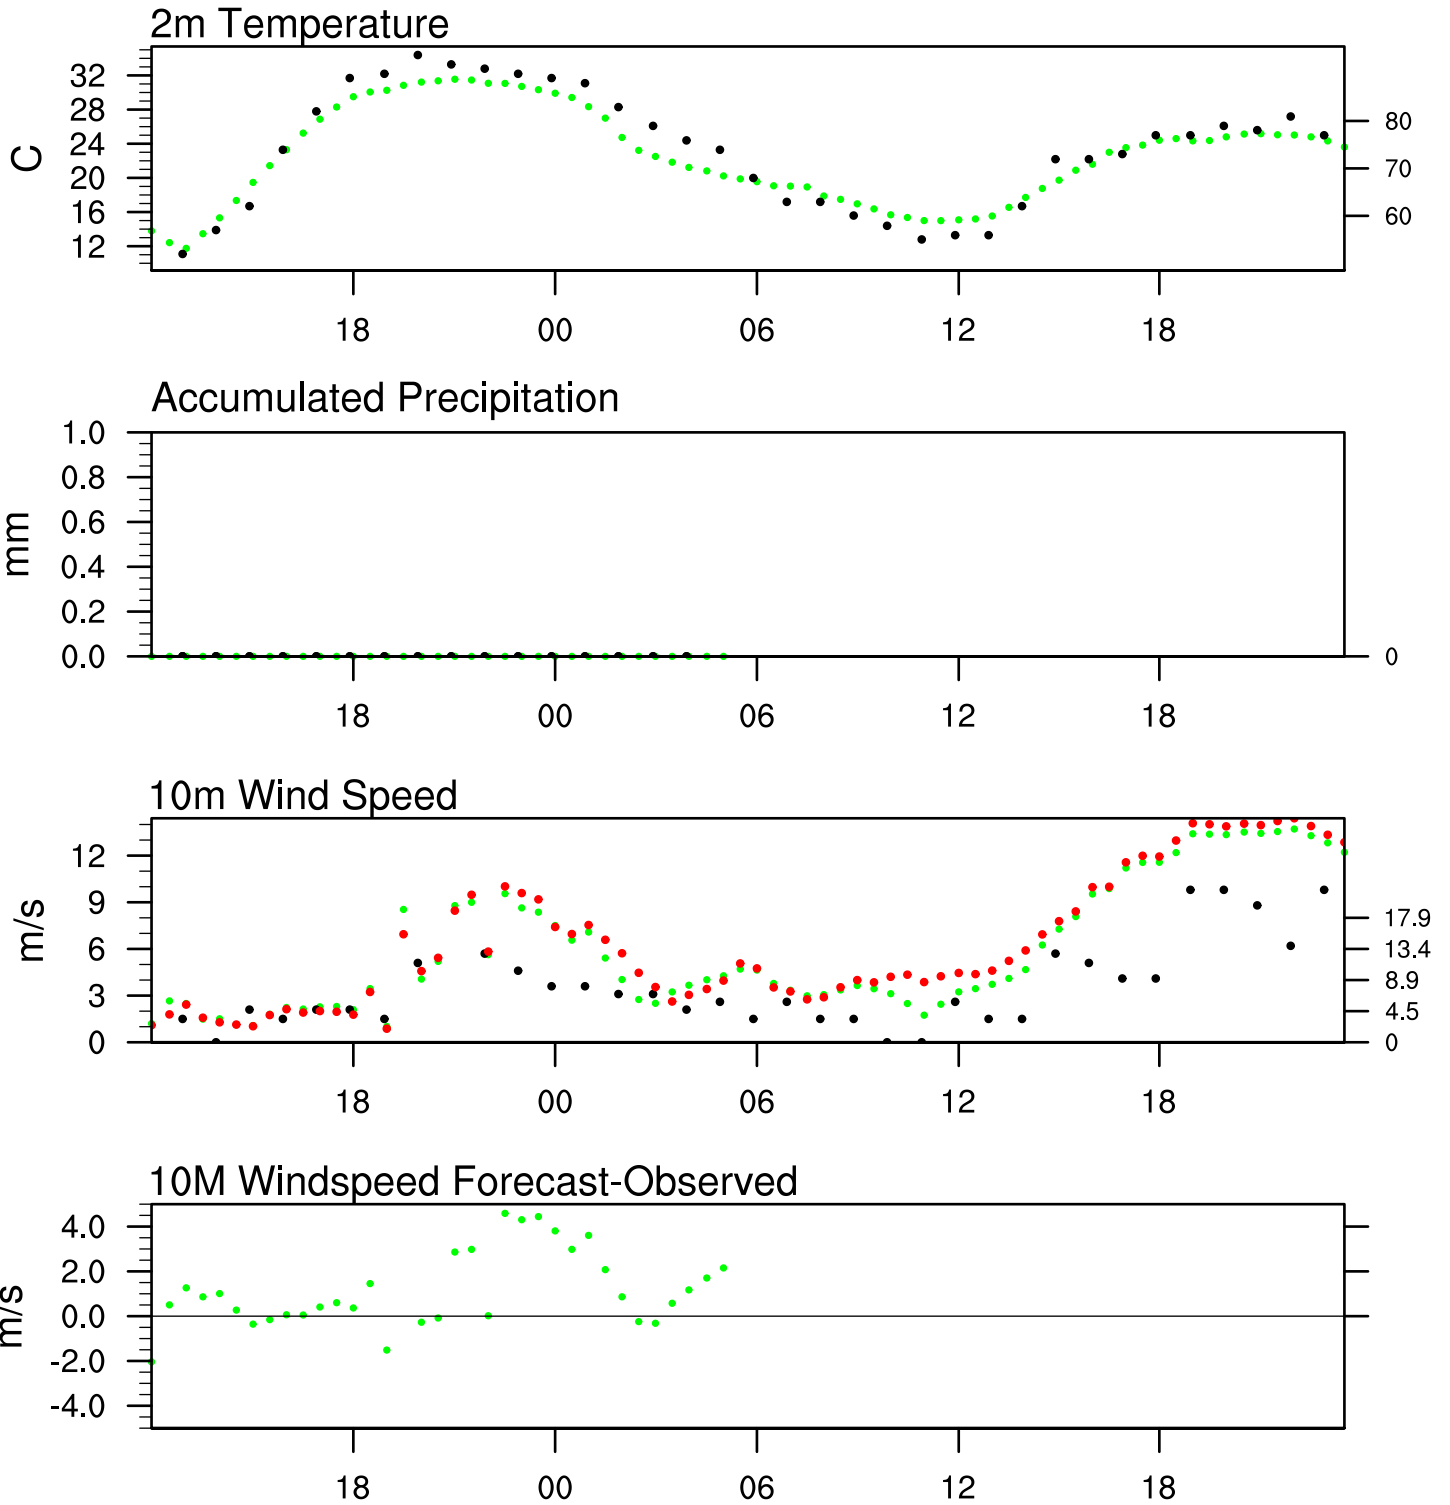 2m Temperature
C
32
28
24
20
16
12
80
70
60
18 00 06 12 18
Accumulated Precipitation
mm
1.0
0.8
0.6
0.4
0.2
0.0
0
18 00 06 12 18
10m Wind Speed
m/s
12
9
6
3
0
17.9
13.4
8.9
4.5
0
18 00 06 12 18
10M Windspeed Forecast-Observed
m/s
4.0
2.0
0.0
-2.0
-4.0
18 00 06 12 18